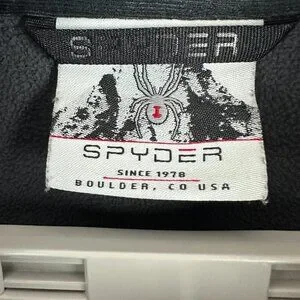 SPYDER
I
SPYDER
SINCE 1978
BOULDER, CO USA